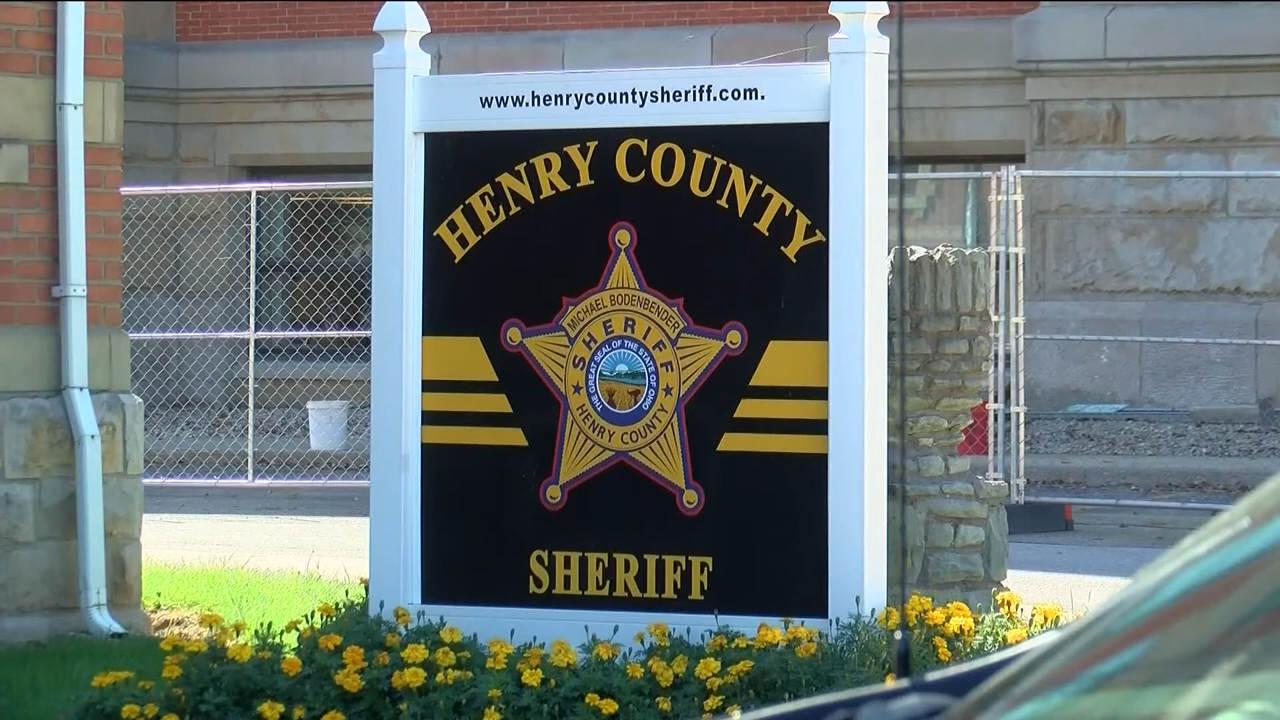 www.henrycountysheriff.com.
HENRY COUNTY
MICHAEL BODENBENDER
SHERIFF
THE GREAT SEAL OF THE STATE OF OHIO
HENRY COUNTY
SHERIFF